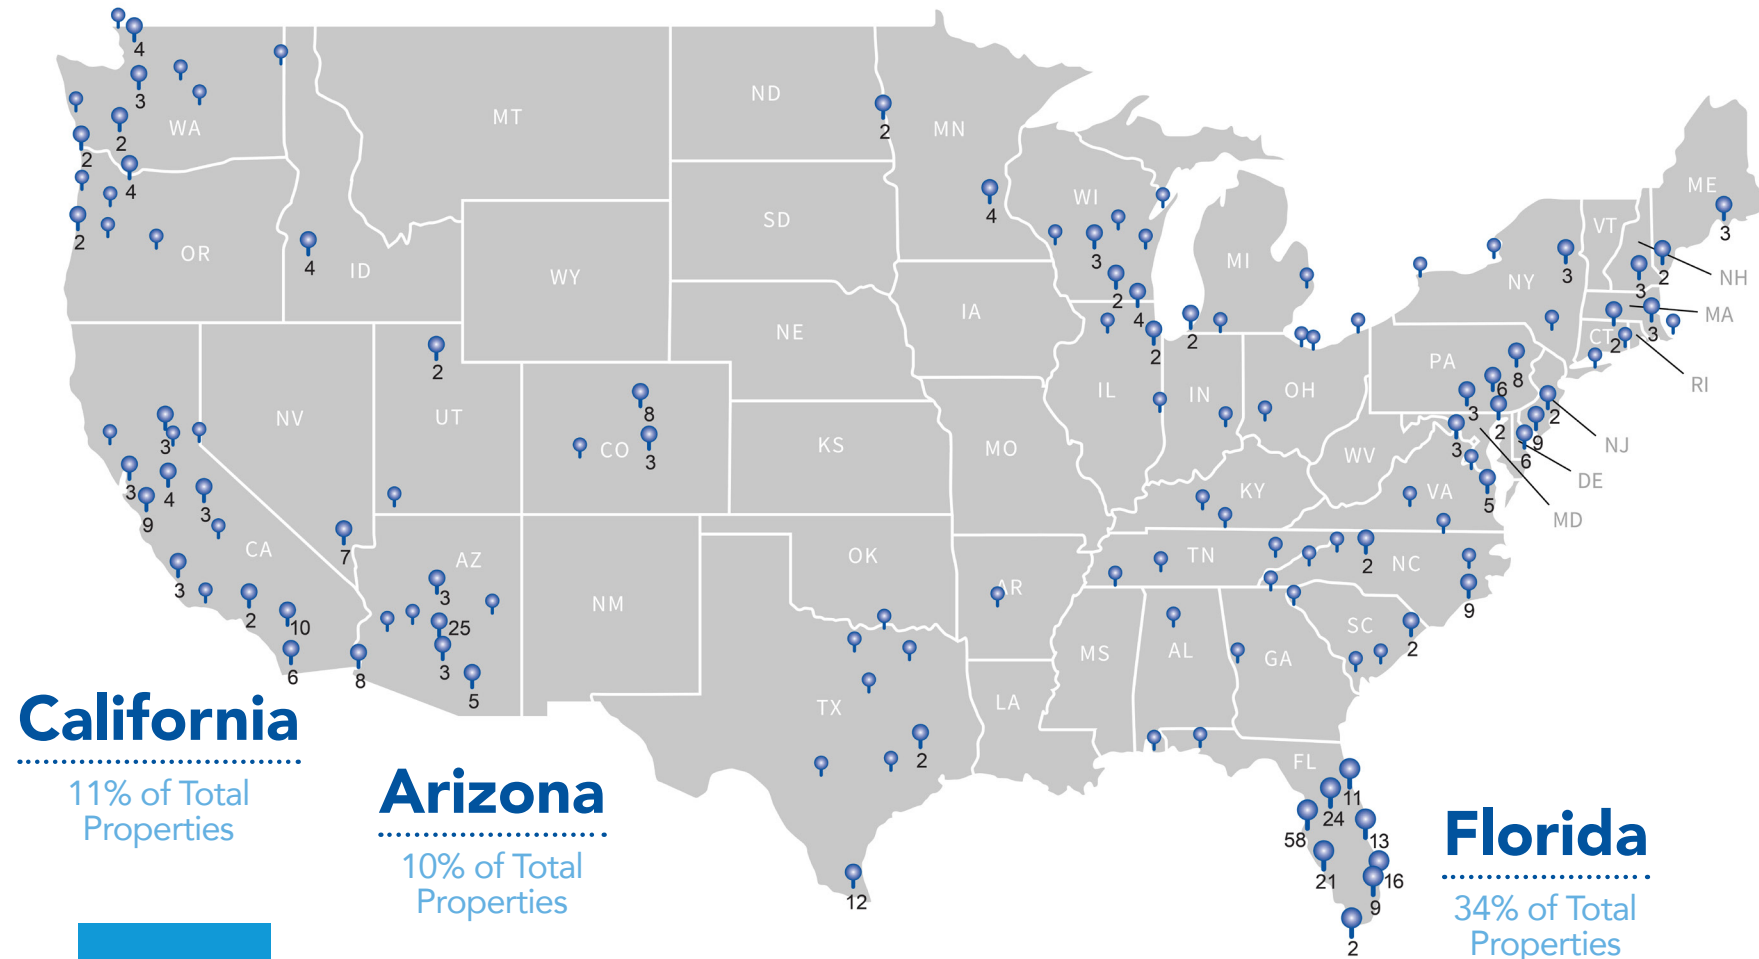 4
3
WA
2
2
4
2
OR
4
ID
MT
ND
2
MN
4
SD
WY
WI
3
2
4
2
2
MI
IA
NE
ME
3
VT
NY
3
3
2
NH
MA
3
CT
2
RI
PA
8
6
3
2
2
NJ
9
6
DE
3
MD
5
VA
WV
OH
IN
IL
KY
MO
KS
8
CO
3
2
UT
NV
3
3
4
9
3
CA
7
3
2
10
6
8
AZ
3
25
3
5
NM
OK
AR
TN
2
NC
9
SC
2
GA
AL
MS
LA
TX
2
12
FL
11
24
58
13
21
16
9
2
California
11% of Total
Properties
Arizona
10% of Total
Properties
Florida
34% of Total
Properties